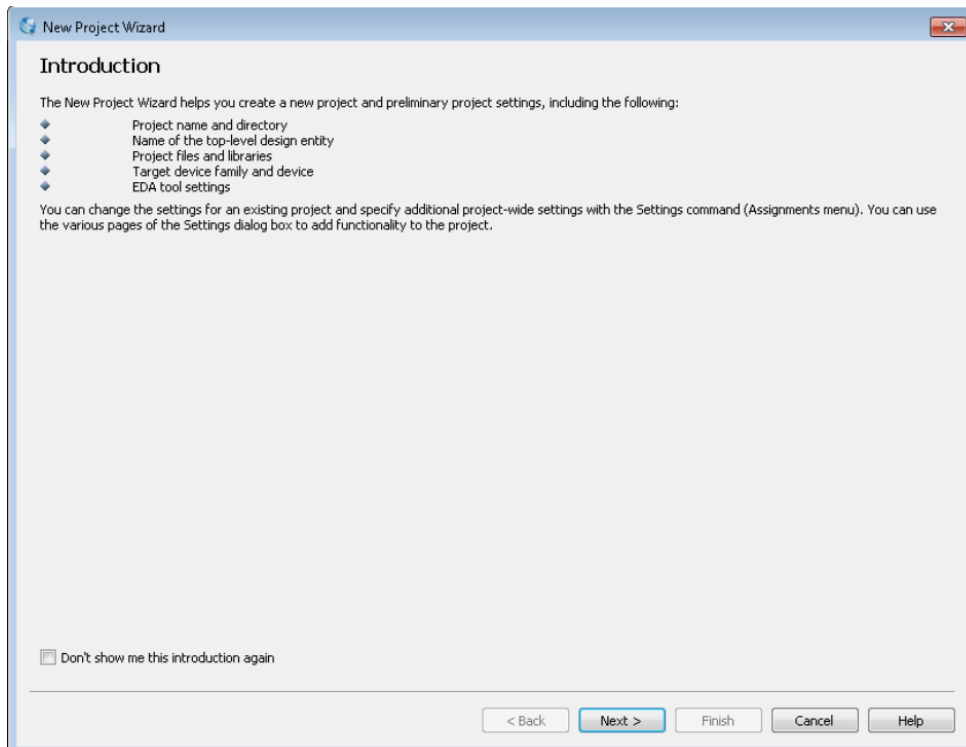 New Project Wizard
Introduction
The New Project Wizard helps you create a new project and preliminary project settings, including the following:
Project name and directory
Name of the top-level design entity
Project files and libraries
Target device family and device
EDA tool settings
You can change the settings for an existing project and specify additional project-wide settings with the Settings command (Assignments menu). You can use
the various pages of the Settings dialog box to add functionality to the project.
Don't show me this introduction again
< Back Next > Finish Cancel Help